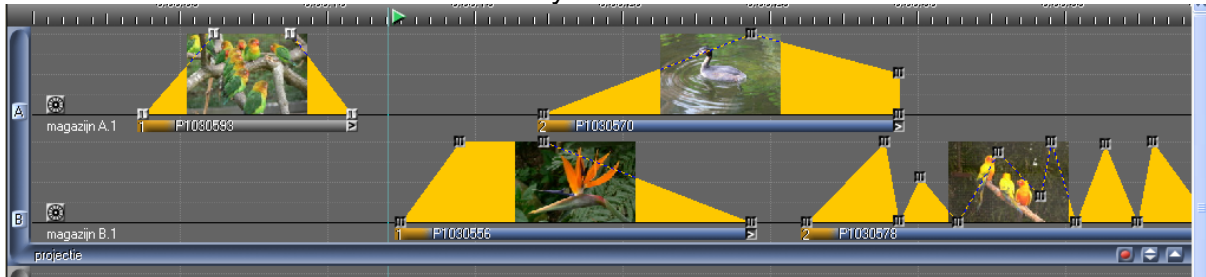 A
magazijn A.1
1 P1030593
2 P1030570
B
magazijn B.1
1 P1030556
2 P1030578
projectie